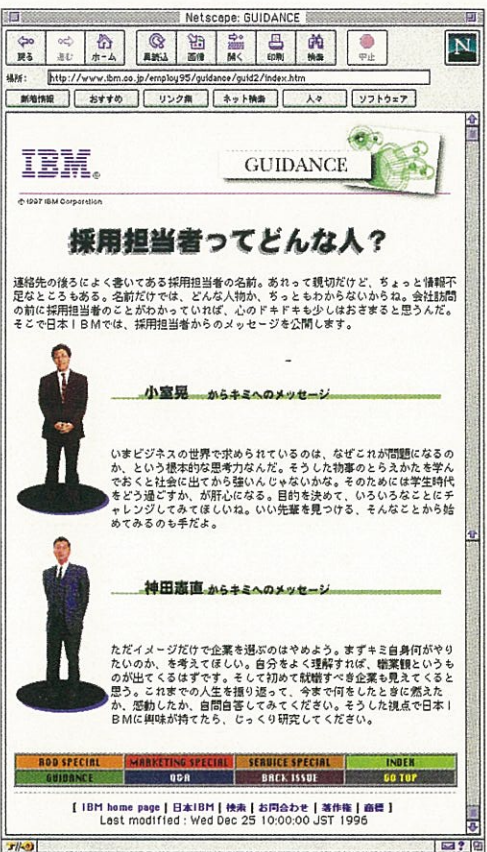 Netscape: GUIDANCE
戻る 進む ホーム 再読込 画像 開く 印刷 検索 中止 N
場所: http://www.ibm.co.jp/employ95/guidance/guid2/index.htm
新着情報 おすすめ リンク集 ネット検索 人々 ソフトウェア
IBM® GUIDANCE
© 1997 IBM Corporation
採用担当者ってどんな人?
連絡先の後ろによく書いてある採用担当者の名前。あれって親切だけど、ちょっと情報不
足なところもある。名前だけでは、どんな人物か、ちっともわからないからね。会社訪問
の前に採用担当者のことがわかっていれば、心のドキドキも少しはおさまると思うんだ。
そこで日本IBMでは、採用担当者からのメッセージを公開します。
小室晃 からキミへのメッセージ
いまビジネスの世界で求められているのは、なぜこれが問題になるの
か、という根本的な思考力なんだ。そうした物事のとらえかたを学ん
でおくと社会に出てから強いんじゃないかな。そのためには学生時代
をどう過ごすか、が肝心になる。目的を決めて、いろいろなことにチ
ャレンジしてみてほしいね。いい先輩を見つける、そんなことから始
めてみるのも手だよ。
神田憲直 からキミへのメッセージ
ただイメージだけで企業を選ぶのはやめよう。まずキミ自身何がやり
たいのか、を考えてほしい。自分をよく理解すれば、職業観というも
のが出てくるはずです。そして初めて就職すべき企業も見えてくると
思う。これまでの人生を振り返って、今まで何をしたときに燃えた
か、感動したか、自問自答してみてください。そうした視点で日本I
BMに興味が持てたら、じっくり研究してください。
ROD SPECIAL MARKETING SPECIAL SERVICE SPECIAL INDEX
GUIDANCE Q&A BACK ISSUE GO TOP
[ IBM home page | 日本IBM | 検索 | お問合わせ | 著作権 | 商標 ]
Last modified : Wed Dec 25 10:00:00 JST 1996